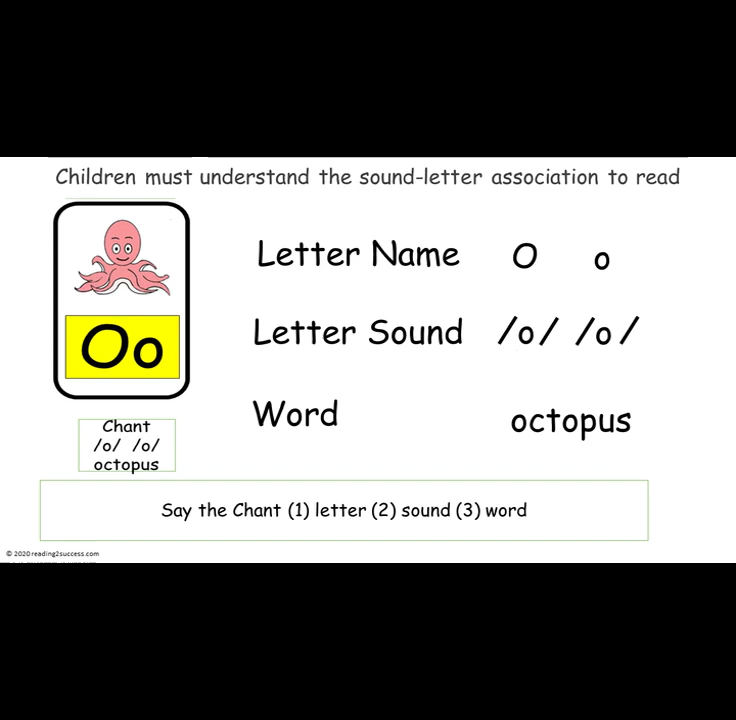 Children must understand the sound-letter association to read
Letter Name O o
Oo
Letter Sound /o/ /o/
Word octopus
Chant
/o/ /o/
octopus
Say the Chant (1) letter (2) sound (3) word
© 2020 reading2success.com